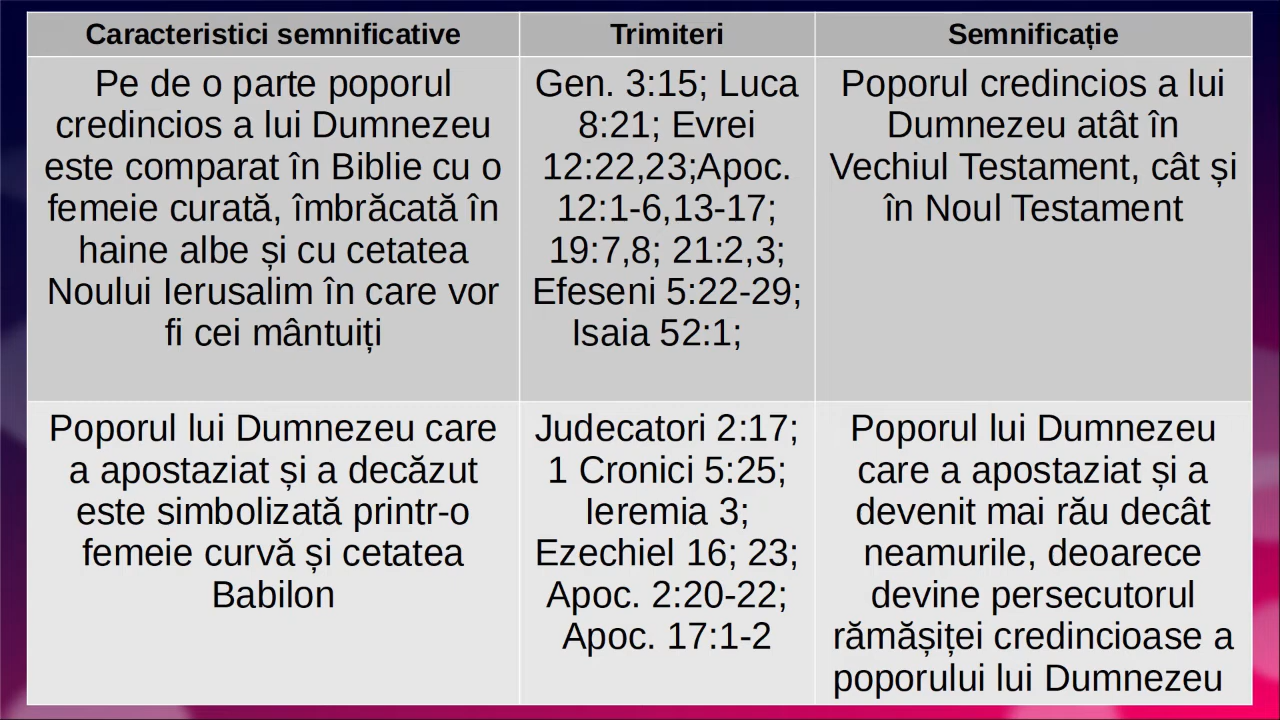 Caracteristici semnificative
Trimiteri
Semnificație
Pe de o parte poporul
credincios a lui Dumnezeu
este comparat în Biblie cu o
femeie curată, îmbrăcată în
haine albe și cu cetatea
Noului Ierusalim în care vor
fi cei mântuiți
Gen. 3:15; Luca
8:21; Evrei
12:22,23;Apoc.
12:1-6,13-17;
19:7,8; 21:2,3;
Efeseni 5:22-29;
Isaia 52:1;
Poporul credincios a lui
Dumnezeu atât în
Vechiul Testament, cât și
în Noul Testament
Poporul lui Dumnezeu care
a apostaziat și a decăzut
este simbolizată printr-o
femeie curvă și cetatea
Babilon
Judecatori 2:17;
1 Cronici 5:25;
Ieremia 3;
Ezechiel 16; 23;
Apoc. 2:20-22;
Apoc. 17:1-2
Poporul lui Dumnezeu
care a apostaziat și a
devenit mai rău decât
neamurile, deoarece
devine persecutorul
rămășiței credincioase a
poporului lui Dumnezeu